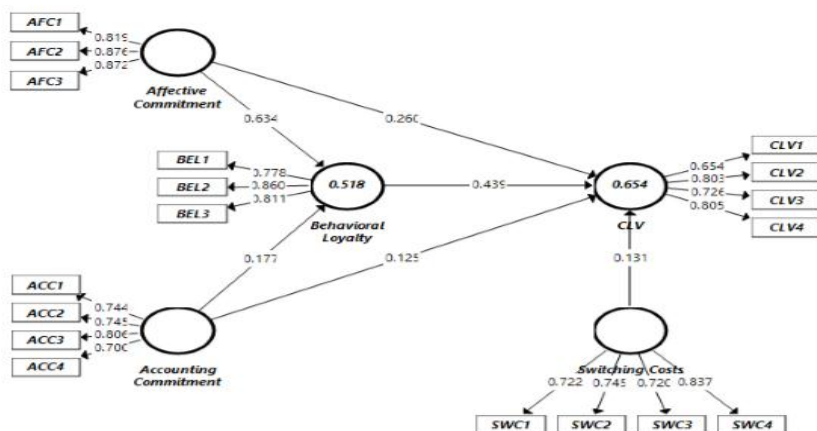 AFC1
AFC2
AFC3
0.819
0.876
0.872
Affective
Commitment
0.634
0.260
BEL1
BEL2
BEL3
0.778
0.860
0.811
0.518
Behavioral
Loyalty
0.439
0.654
CLV
0.654
0.803
0.726
0.805
CLV1
CLV2
CLV3
CLV4
0.177
0.125
0.131
ACC1
ACC2
ACC3
ACC4
0.744
0.745
0.806
0.700
Accounting
Commitment
Switching Costs
0.722
0.745
0.720
0.837
SWC1
SWC2
SWC3
SWC4